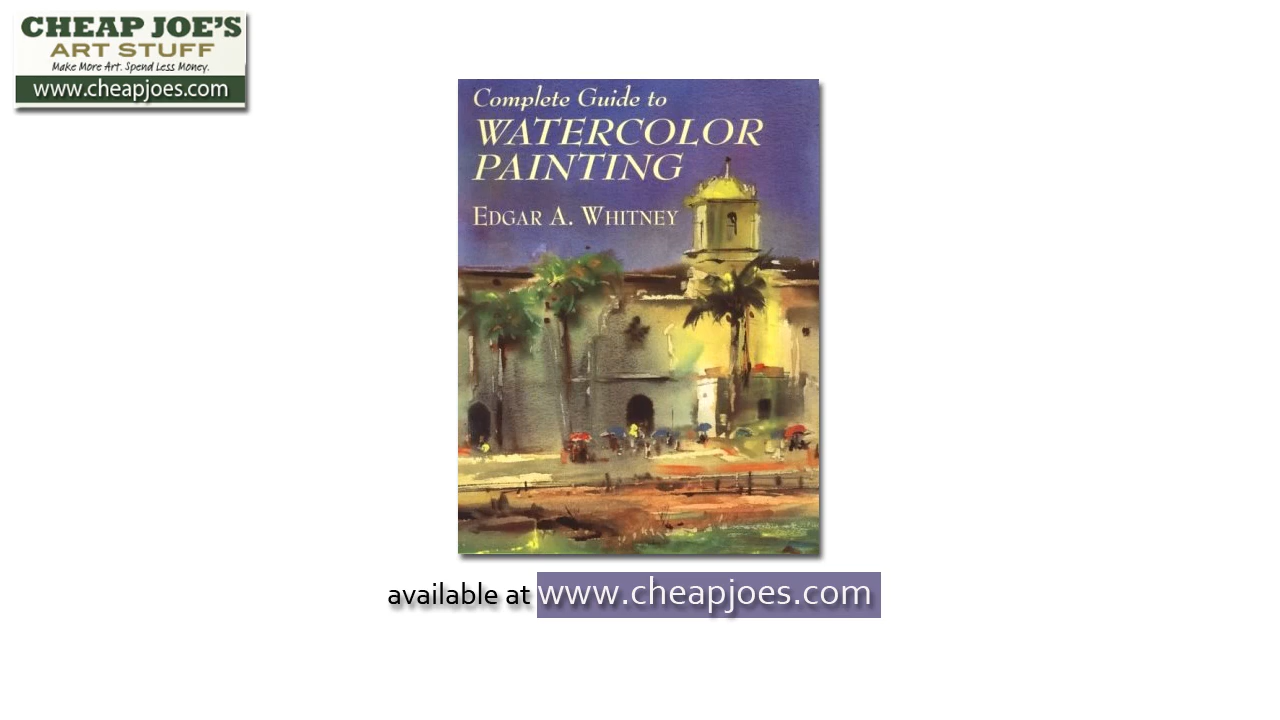 CHEAP JOE'S
ART STUFF
Make More Art. Spend Less Money.
www.cheapjoes.com
Complete Guide to
WATERCOLOR
PAINTING
EDGAR A. WHITNEY
available at www.cheapjoes.com